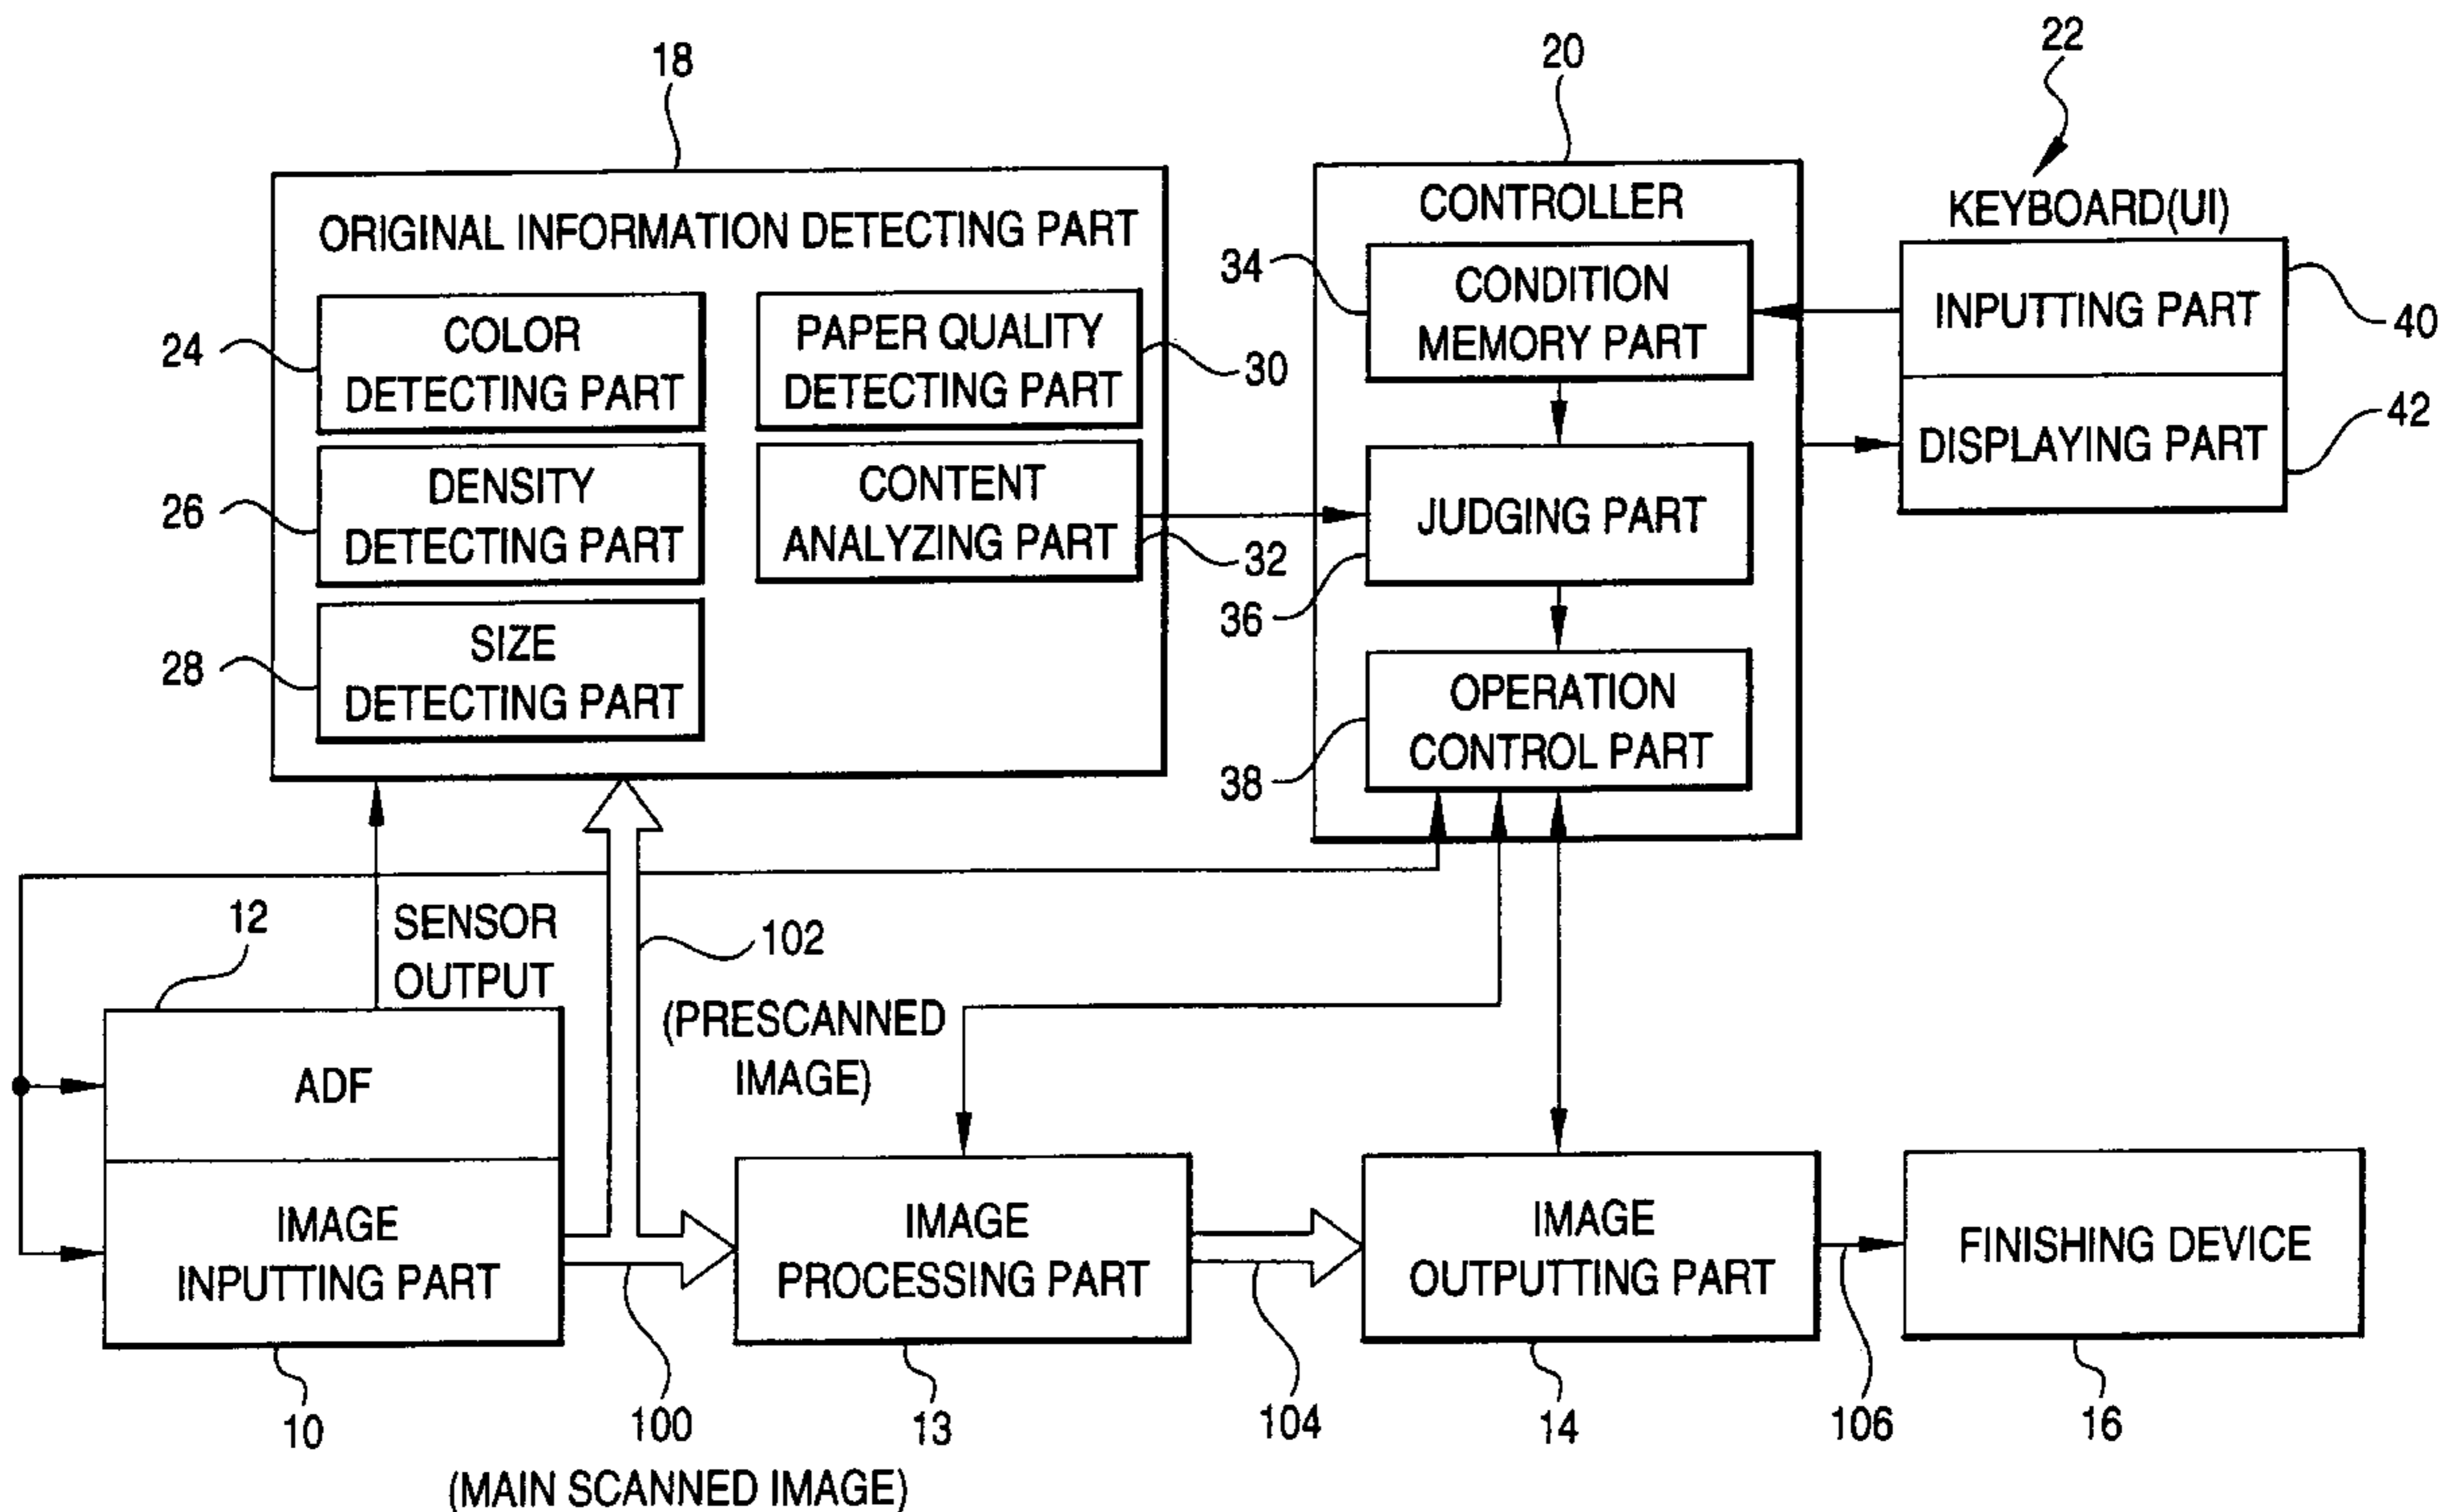 18
20
22
ORIGINAL INFORMATION DETECTING PART
24
COLOR
DETECTING PART
26
DENSITY
DETECTING PART
28
SIZE
DETECTING PART
PAPER QUALITY
DETECTING PART
30
CONTENT
ANALYZING PART
32
CONTROLLER
34
CONDITION
MEMORY PART
JUDGING PART
36
OPERATION
CONTROL PART
38
KEYBOARD(UI)
INPUTTING PART
40
DISPLAYING PART
42
12
SENSOR
OUTPUT
102
(PRESCANNED
IMAGE)
ADF
IMAGE
INPUTTING PART
IMAGE
PROCESSING PART
IMAGE
OUTPUTTING PART
FINISHING DEVICE
10
100
13
104
14
106
16
(MAIN SCANNED IMAGE)